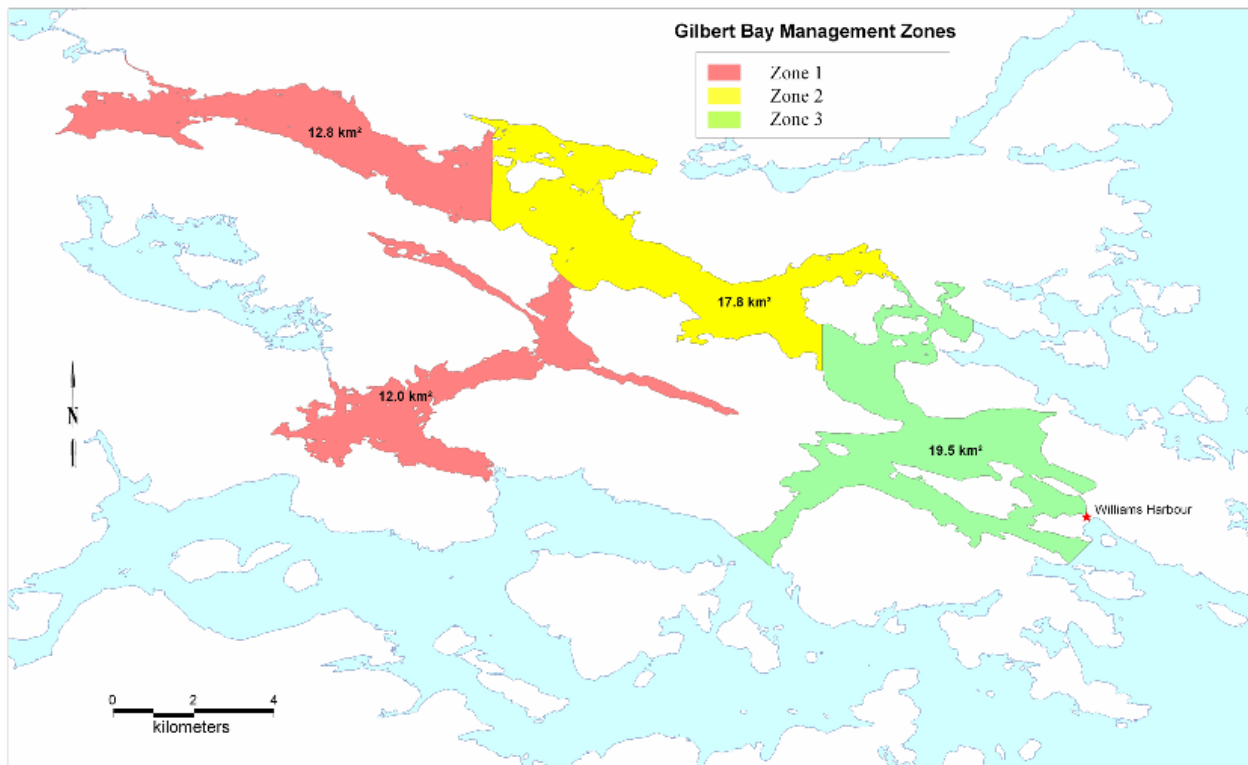 Gilbert Bay Management Zones
Zone 1
Zone 2
Zone 3
12.8 km²
17.8 km²
12.0 km²
19.5 km²
Williams Harbour
N
0 2 4
kilometers